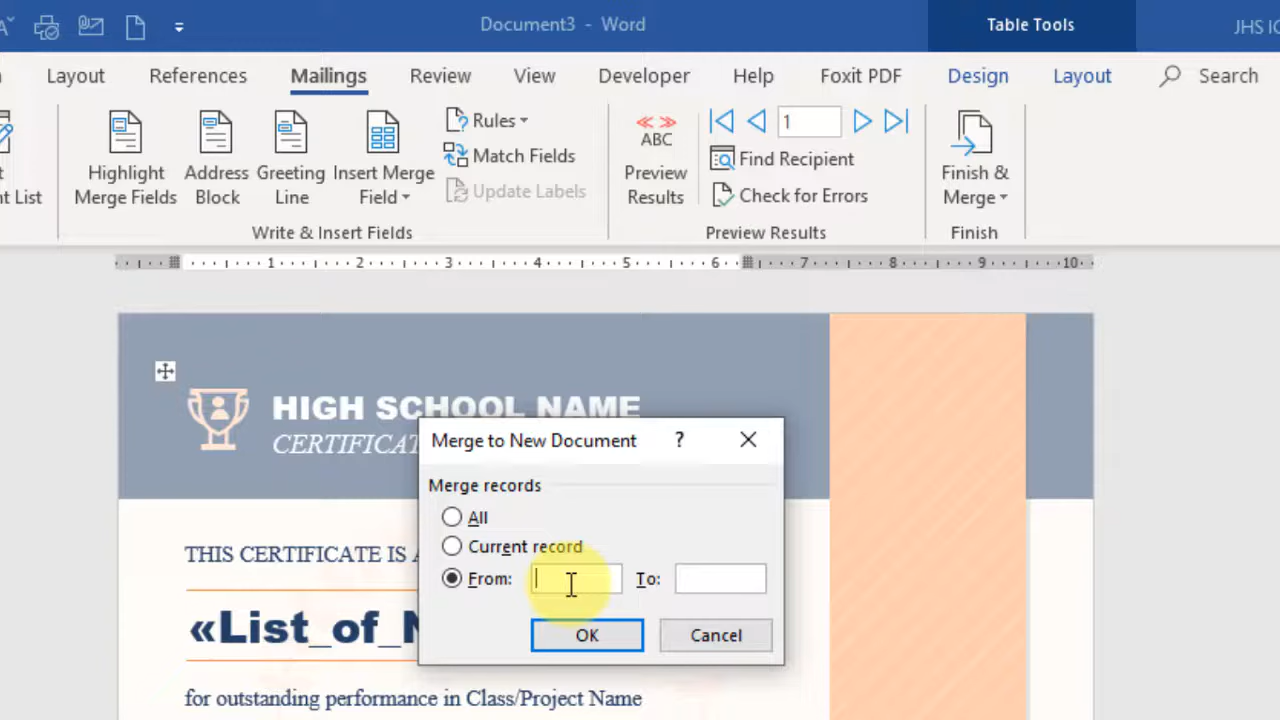 Document3 - Word
Table Tools
JHS IC
Layout
References
Mailings
Review
View
Developer
Help
Foxit PDF
Design
Layout
Search
t List
Highlight
Merge Fields
Address
Block
Greeting
Line
Insert Merge
Field
Rules
Match Fields
Update Labels
Write & Insert Fields
ABC
Preview
Results
1
Find Recipient
Check for Errors
Preview Results
Finish &
Merge
Finish
1 2 3 4 5 6 7 8 9 10
HIGH SCHOOL NAME
CERTIFICAT
Merge to New Document ?
Merge records
All
Current record
From: To:
OK Cancel
THIS CERTIFICATE IS A
«List_of_N
for outstanding performance in Class/Project Name